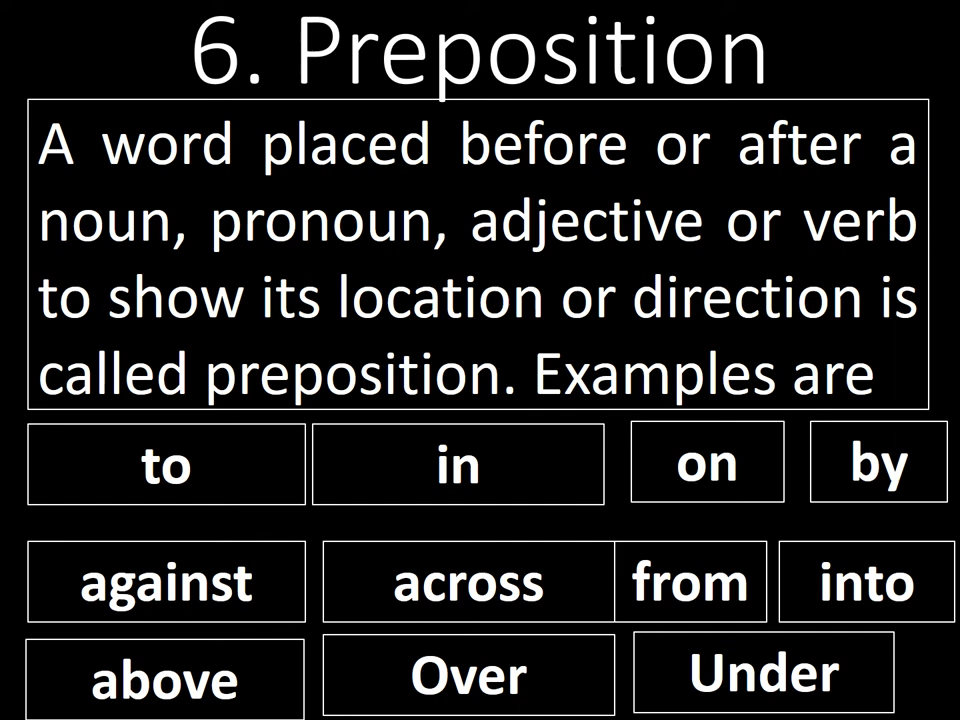 6. Preposition
A word placed before or after a
noun, pronoun, adjective or verb
to show its location or direction is
called preposition. Examples are
to in on by
against across from into
above Over Under